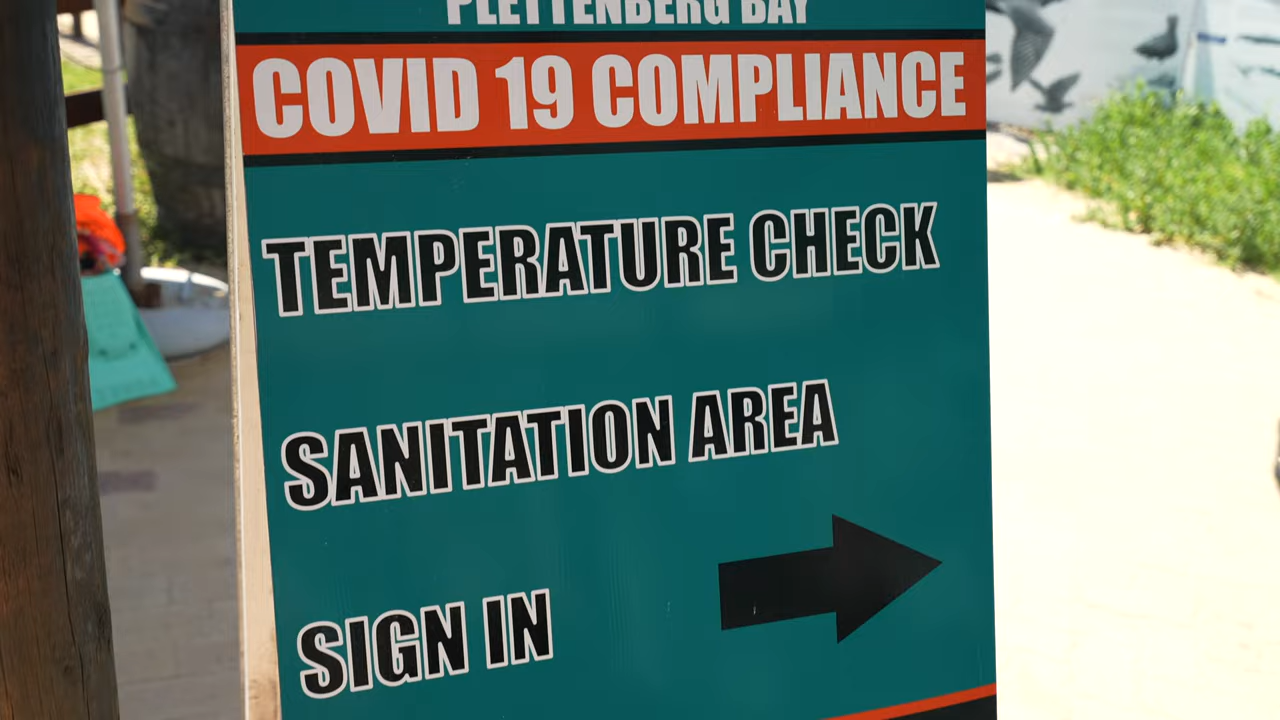 PLETTENBERG BAY
COVID 19 COMPLIANCE
TEMPERATURE CHECK
SANITATION AREA
SIGN IN